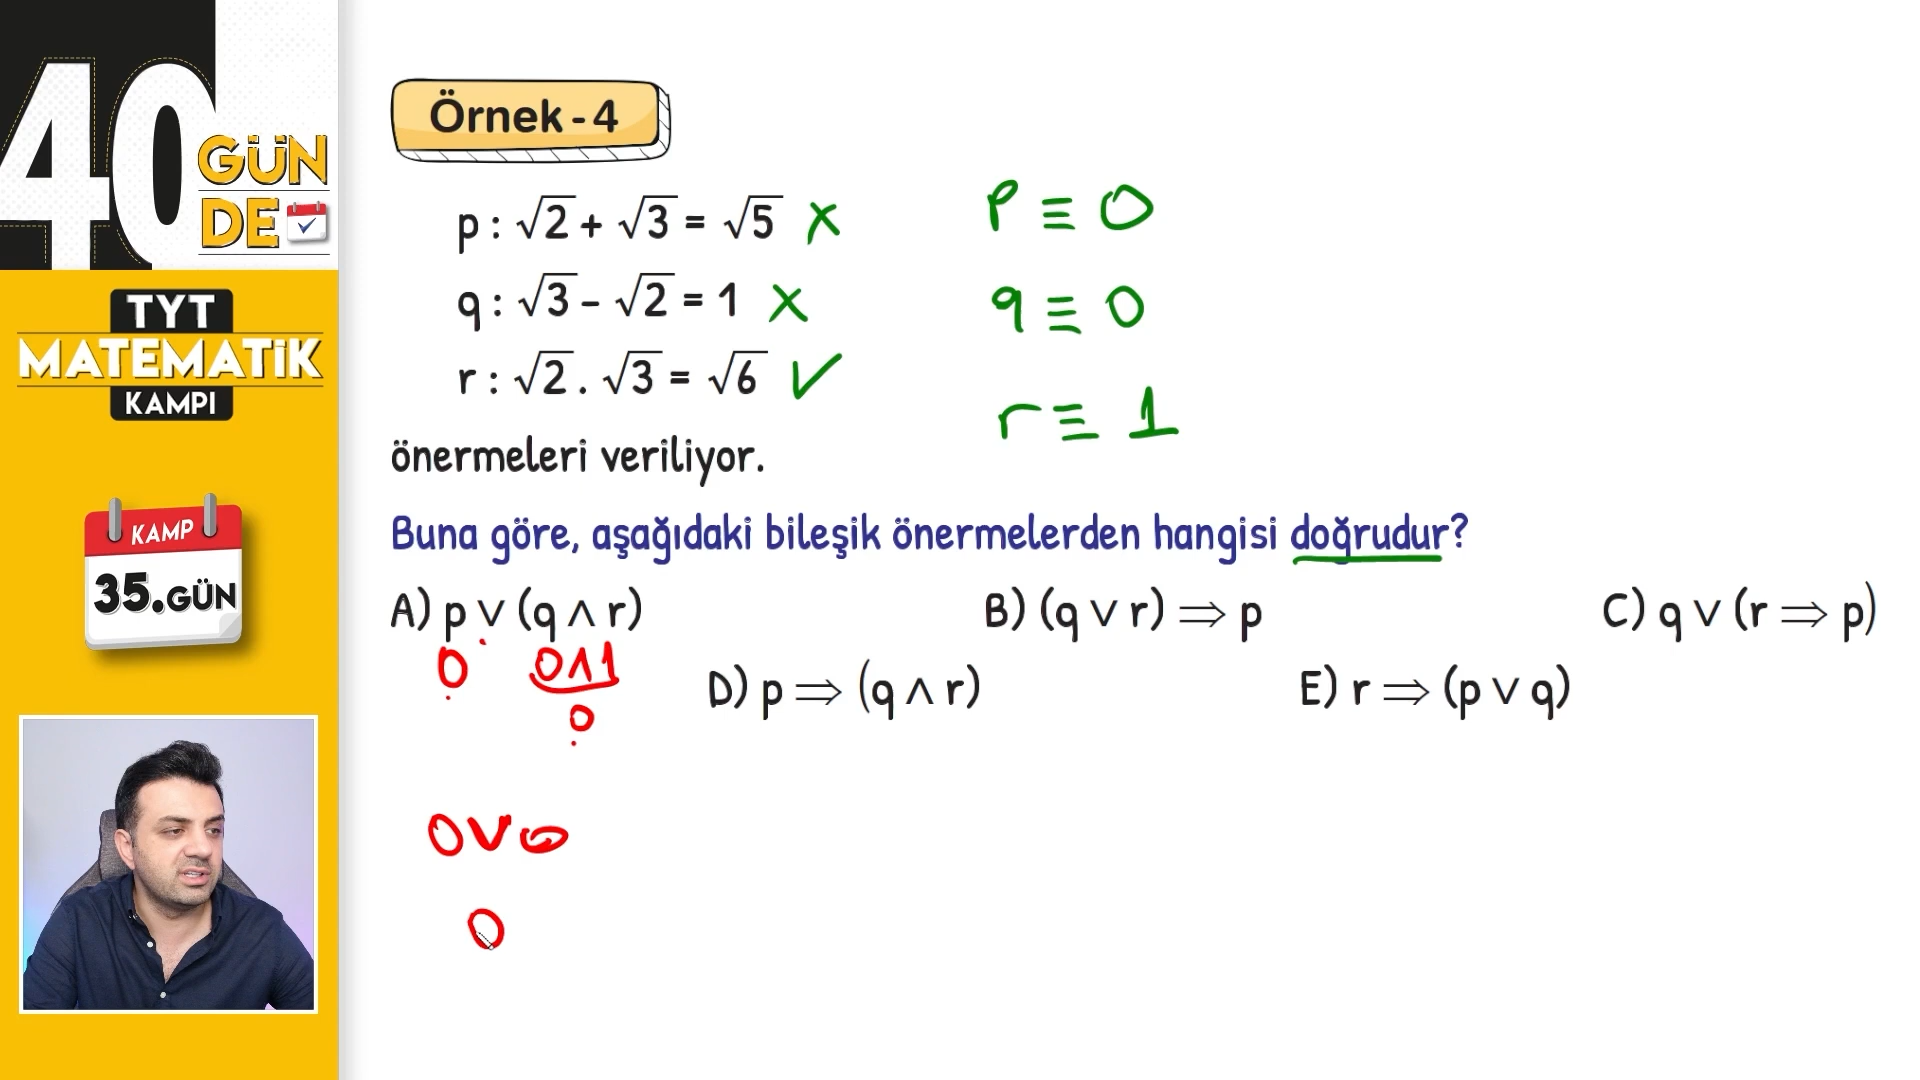 40 GÜN
DE
TYT
MATEMATİK
KAMPI
KAMP
35.GÜN
Örnek - 4
p : √2 + √3 = √5 X
p ≡ 0
q : √3 - √2 = 1 X
q ≡ 0
r : √2 . √3 = √6 ✓
r ≡ 1
önermeleri veriliyor.
Buna göre, aşağıdaki bileşik önermelerden hangisi doğrudur?
A) p ∨ (q ∧ r)
B) (q ∨ r) ⇒ p
C) q ∨ (r ⇒ p)
0 0∧1
D) p ⇒ (q ∧ r)
E) r ⇒ (p ∨ q)
0
0∨0
0